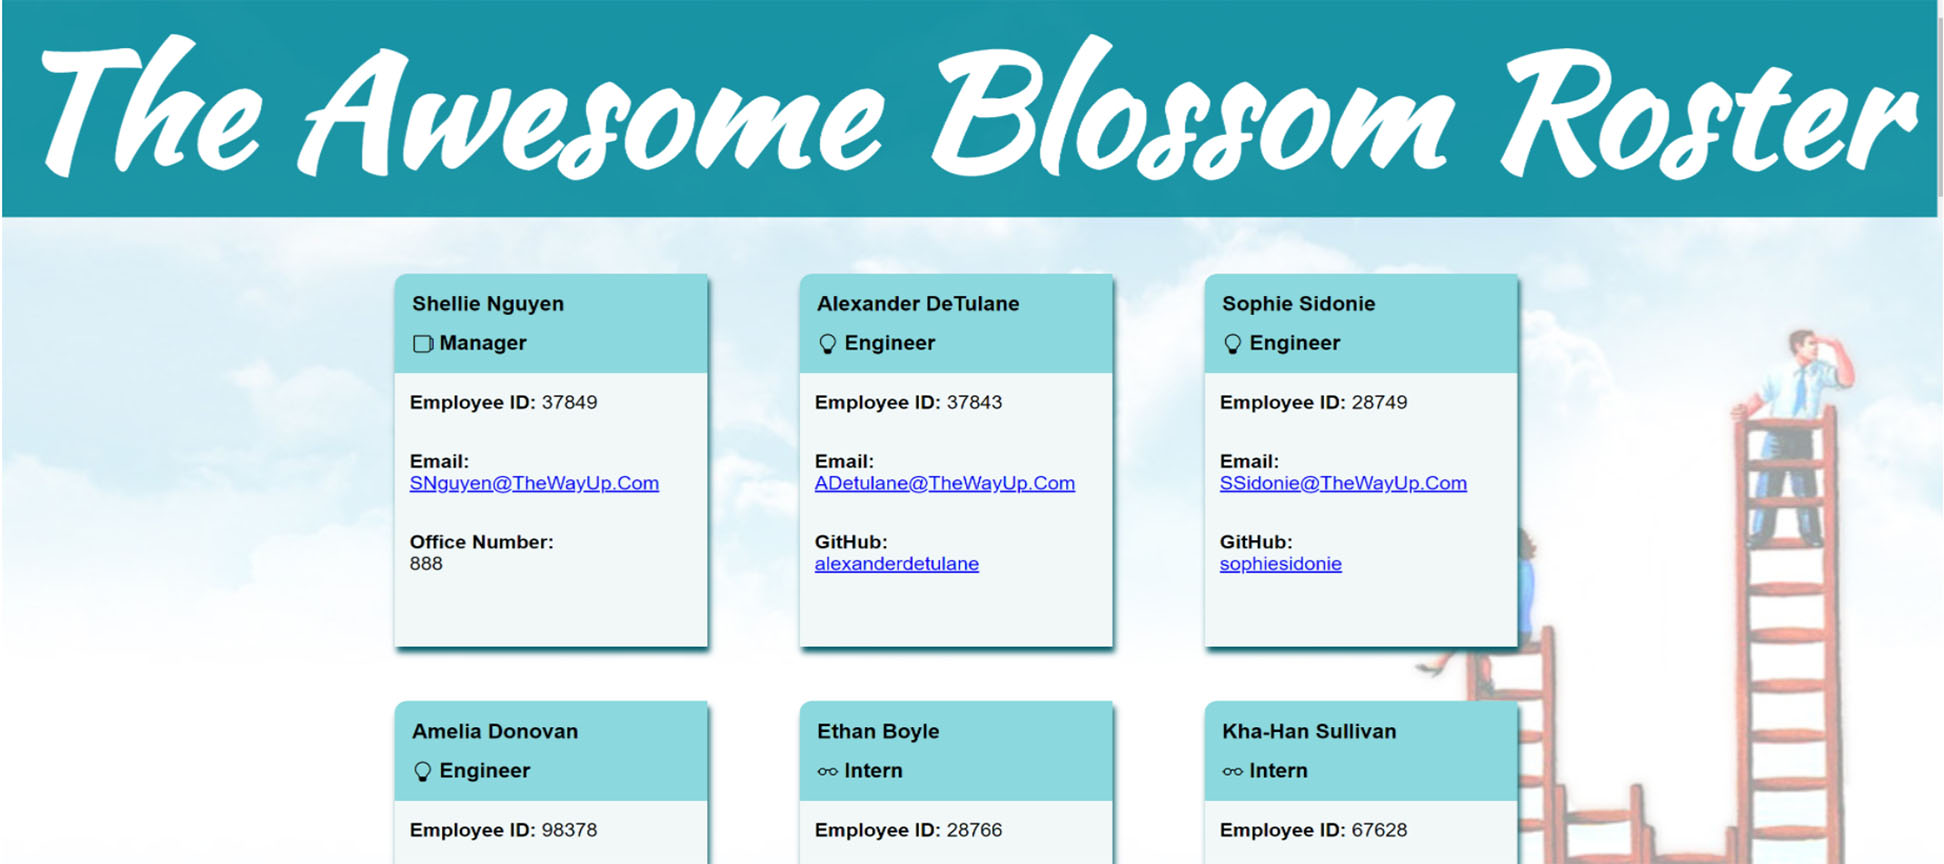 The Awesome Blossom Roster
Shellie Nguyen
Manager
Employee ID: 37849
Email:
SNguyen@TheWayUp.Com
Office Number:
888
Alexander DeTulane
Engineer
Employee ID: 37843
Email:
ADetulane@TheWayUp.Com
GitHub:
alexanderdetulane
Sophie Sidonie
Engineer
Employee ID: 28749
Email:
SSidonie@TheWayUp.Com
GitHub:
sophiesidonie
Amelia Donovan
Engineer
Employee ID: 98378
Ethan Boyle
Intern
Employee ID: 28766
Kha-Han Sullivan
Intern
Employee ID: 67628